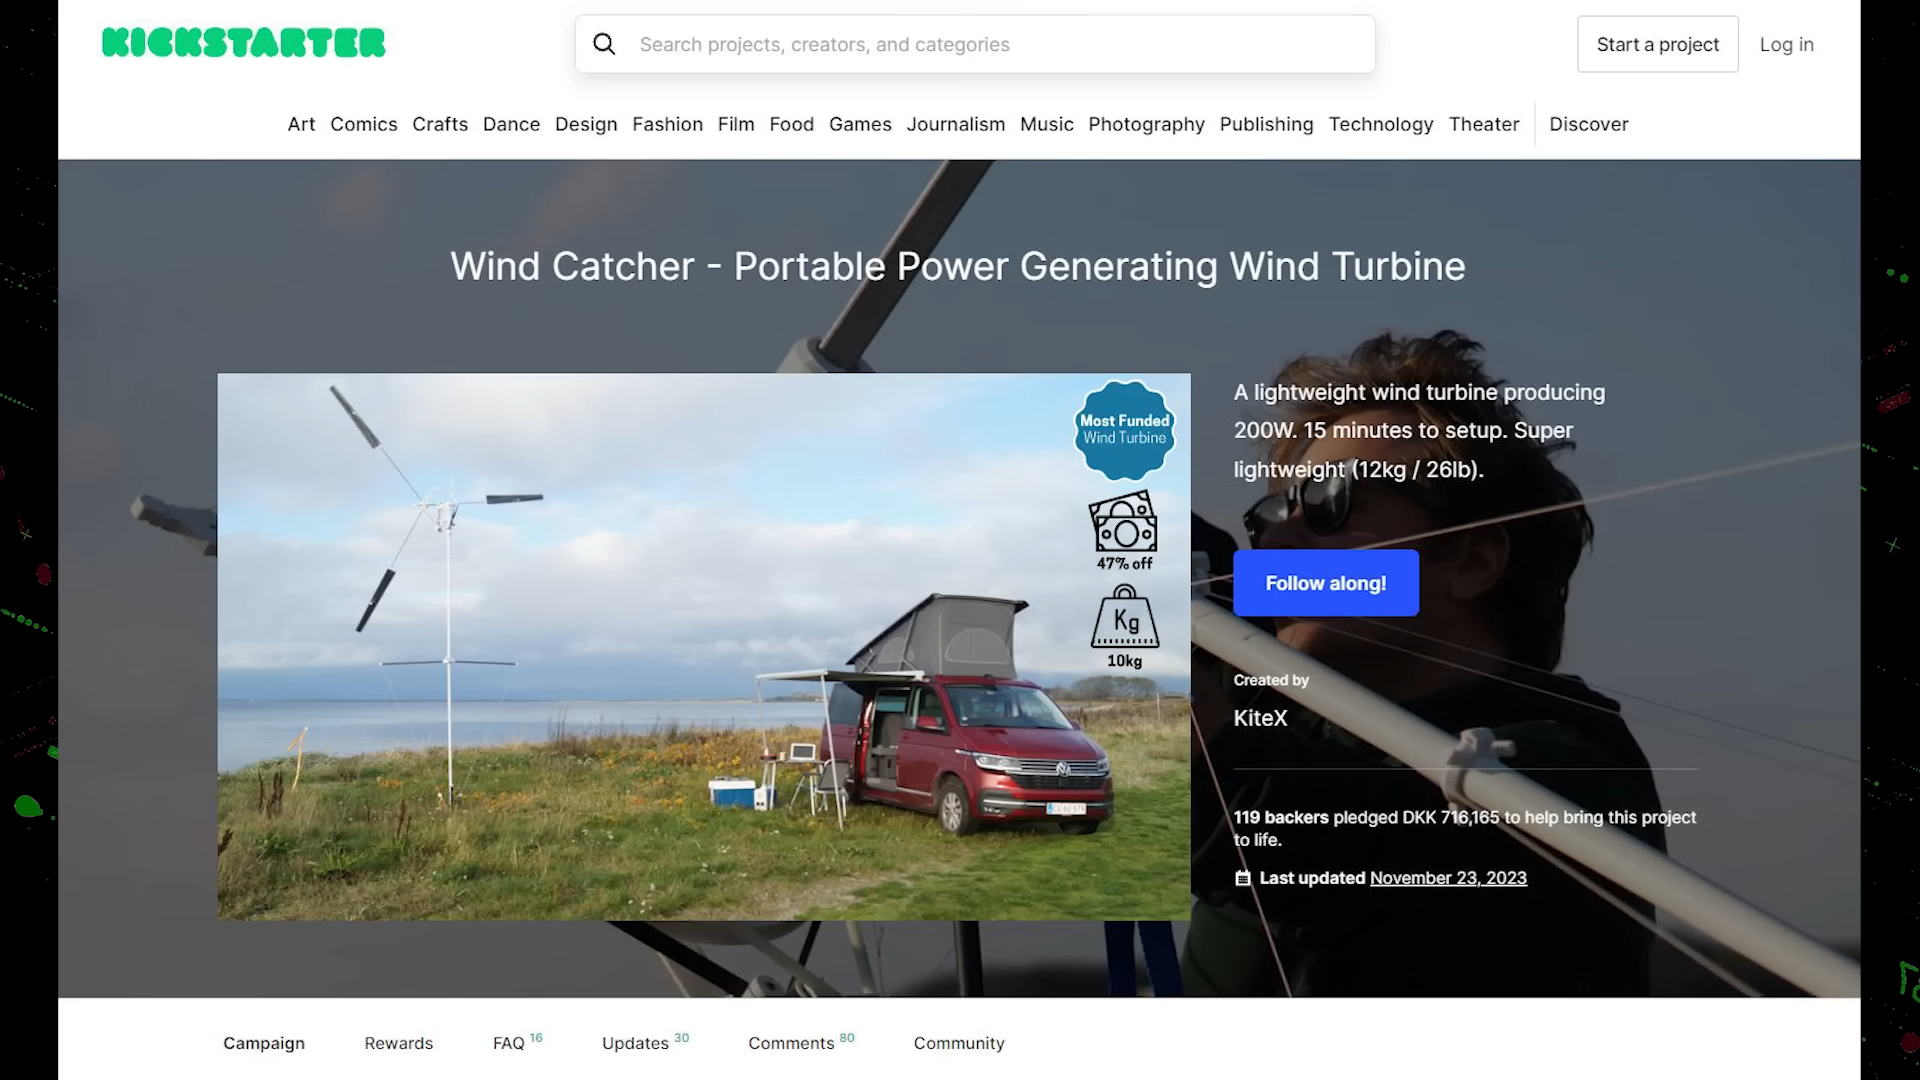 KICKSTARTER
Search projects, creators, and categories
Start a project
Log in
Art Comics Crafts Dance Design Fashion Film Food Games Journalism Music Photography Publishing Technology Theater Discover
Wind Catcher - Portable Power Generating Wind Turbine
Most Funded
Wind Turbine
47% off
Kg
10kg
A lightweight wind turbine producing
200W. 15 minutes to setup. Super
lightweight (12kg / 26lb).
Follow along!
Created by
KiteX
119 backers pledged DKK 716,165 to help bring this project
to life.
Last updated November 23, 2023
Campaign Rewards FAQ 16 Updates 30 Comments 80 Community